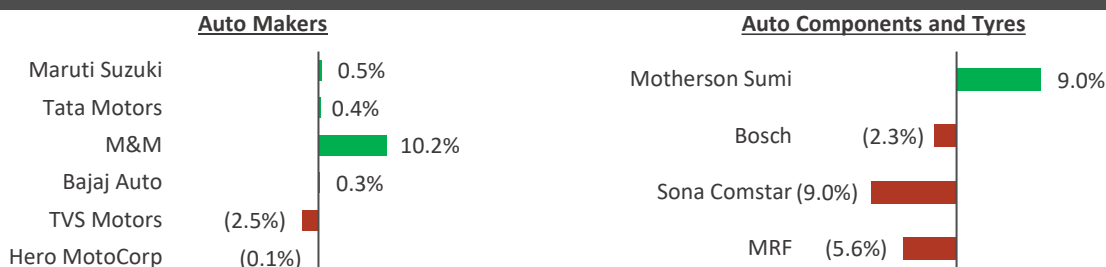 Auto Makers
Maruti Suzuki 0.5%
Tata Motors 0.4%
M&M 10.2%
Bajaj Auto 0.3%
TVS Motors (2.5%)
Hero MotoCorp (0.1%)
Auto Components and Tyres
Motherson Sumi 9.0%
Bosch (2.3%)
Sona Comstar (9.0%)
MRF (5.6%)